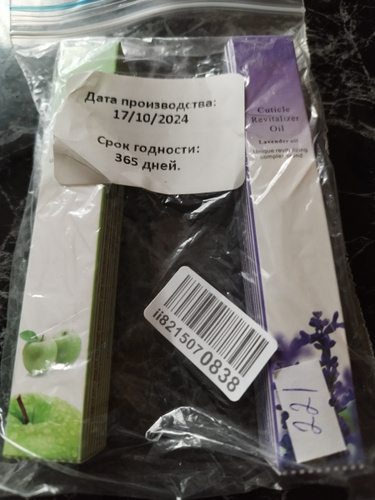 Дата производства:
17/10/2024
Срок годности:
365 дней.
Cuticle
Revitalizer
Oil
Lavender oil
ii8215070838
221